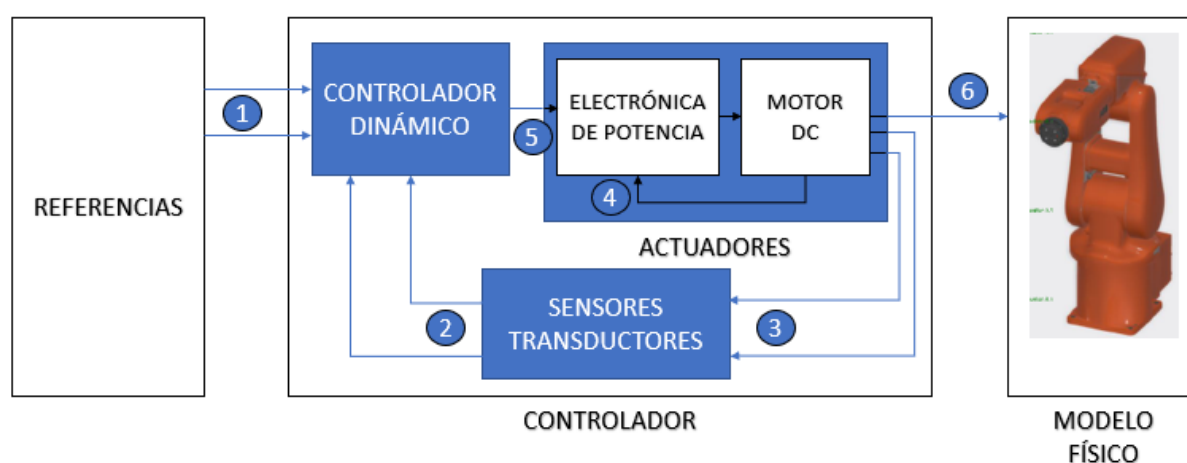 REFERENCIAS
1
CONTROLADOR
DINÁMICO
5
ELECTRÓNICA
DE POTENCIA
MOTOR
DC
4
6
ACTUADORES
2
SENSORES
TRANSDUCTORES
3
CONTROLADOR
MODELO
FÍSICO